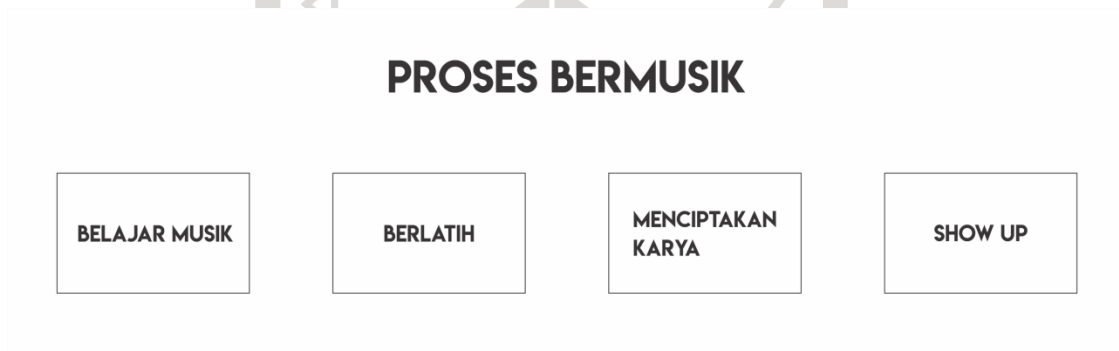 PROSES BERMUSIK
BELAJAR MUSIK
BERLATIH
MENCIPTAKAN
KARYA
SHOW UP